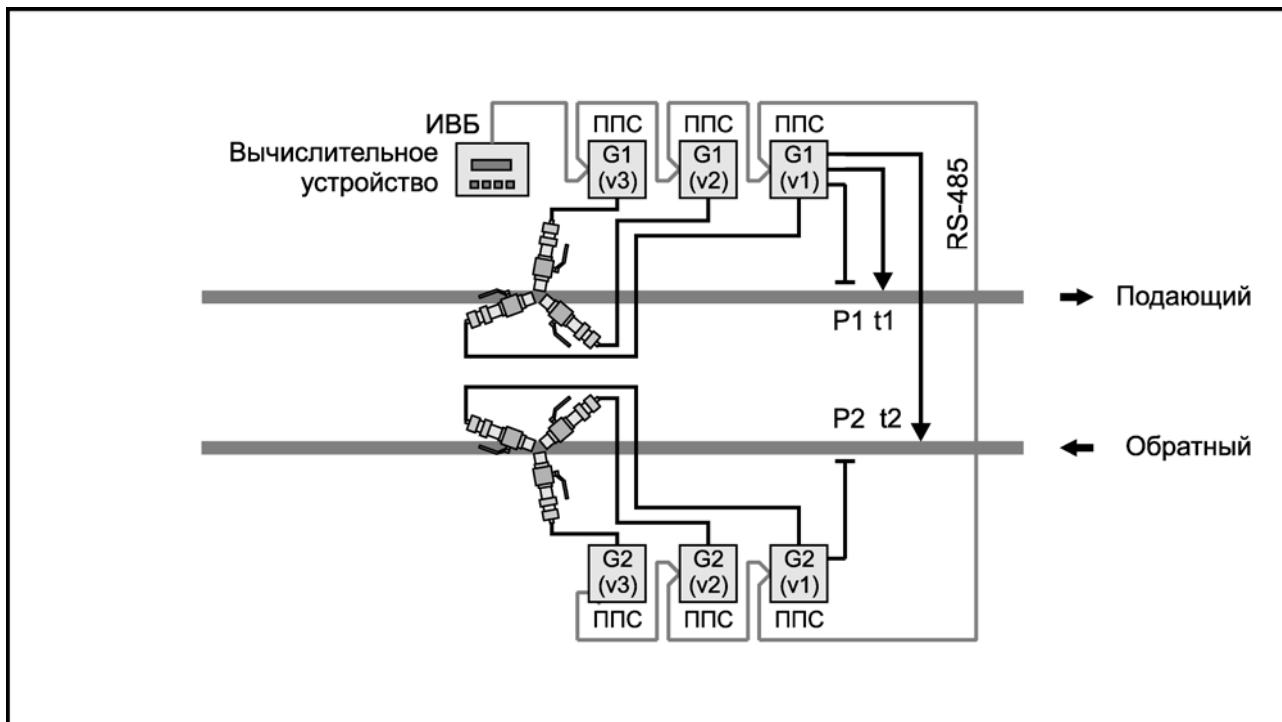 ИВБ
Вычислительное
устройство
ППС
ППС
ППС
G1
(v3)
G1
(v2)
G1
(v1)
RS-485
P1 t1
Подающий
P2 t2
Обратный
G2
(v3)
G2
(v2)
G2
(v1)
ППС
ППС
ППС